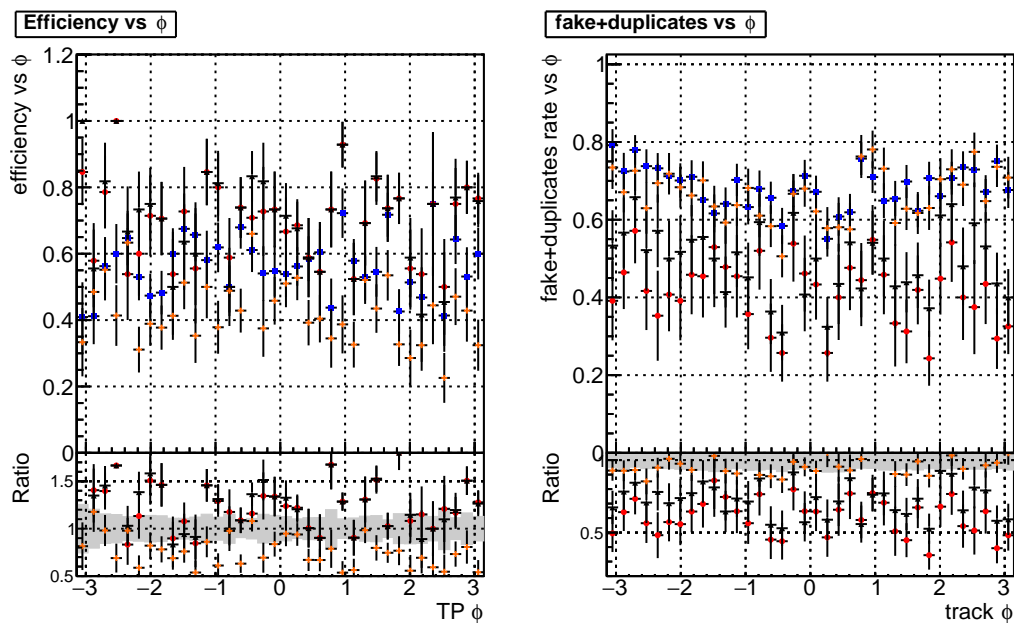 Efficiency vs ϕ
efficiency vs ϕ
1.2
1
0.8
0.6
0.4
0.2
0
Ratio
1.5
1
0.5
−3 −2 −1 0 1 2 3
TP ϕ
fake+duplicates vs ϕ
fake+duplicates rate vs ϕ
1
0.8
0.6
0.4
0.2
0
Ratio
0.5
−3 −2 −1 0 1 2 3
track ϕ